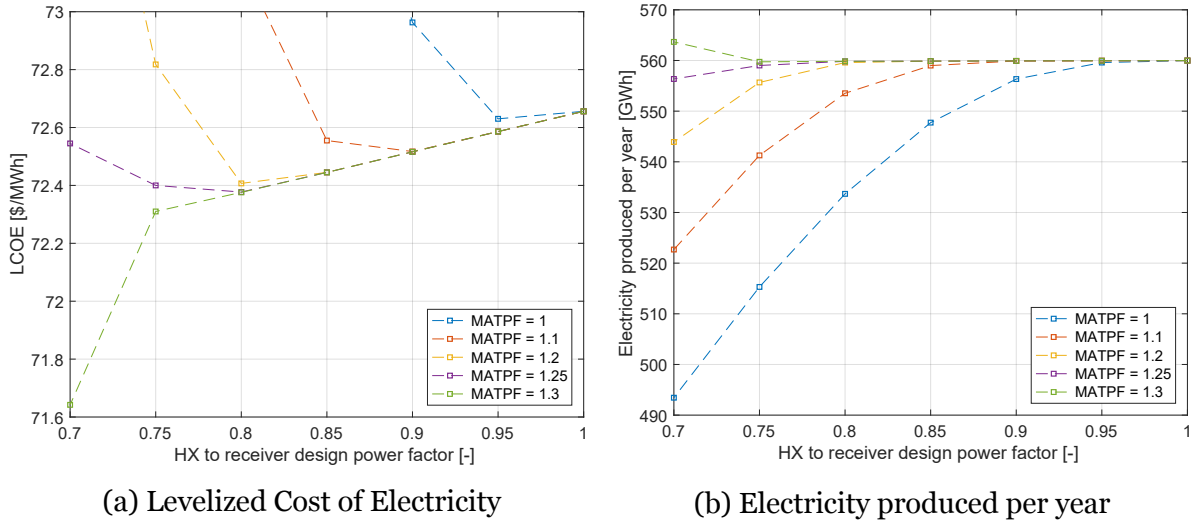 73
72.8
72.6
72.4
72.2
72
71.8
71.6
LCOE [$/MWh]
0.7 0.75 0.8 0.85 0.9 0.95 1
HX to receiver design power factor [-]
MATPF = 1
MATPF = 1.1
MATPF = 1.2
MATPF = 1.25
MATPF = 1.3
(a) Levelized Cost of Electricity
570
560
550
540
530
520
510
500
490
Electricity produced per year [GWh]
0.7 0.75 0.8 0.85 0.9 0.95 1
HX to receiver design power factor [-]
MATPF = 1
MATPF = 1.1
MATPF = 1.2
MATPF = 1.25
MATPF = 1.3
(b) Electricity produced per year